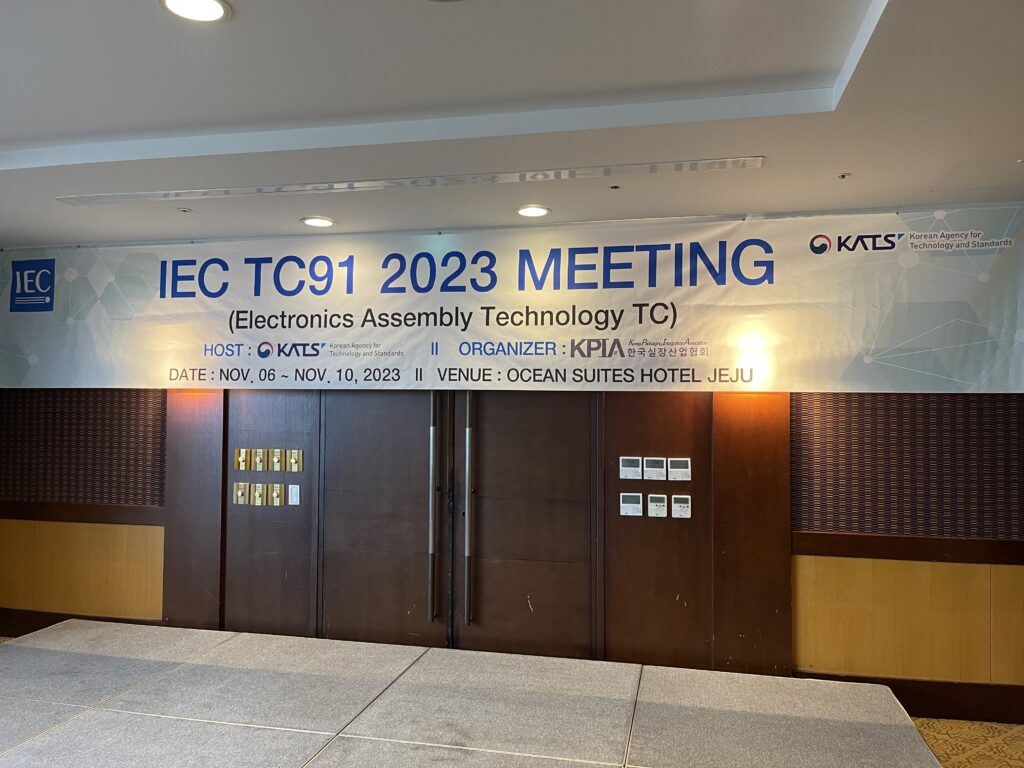 IEC
IEC TC91 2023 MEETING
KATS Korean Agency for
Technology and Standards
(Electronics Assembly Technology TC)
HOST : KATS Korean Agency for
Technology and Standards
II ORGANIZER : KPIA Korea Packaging Integration Association
한국실장산업협회
DATE : NOV. 06 ~ NOV. 10, 2023 II VENUE : OCEAN SUITES HOTEL JEJU